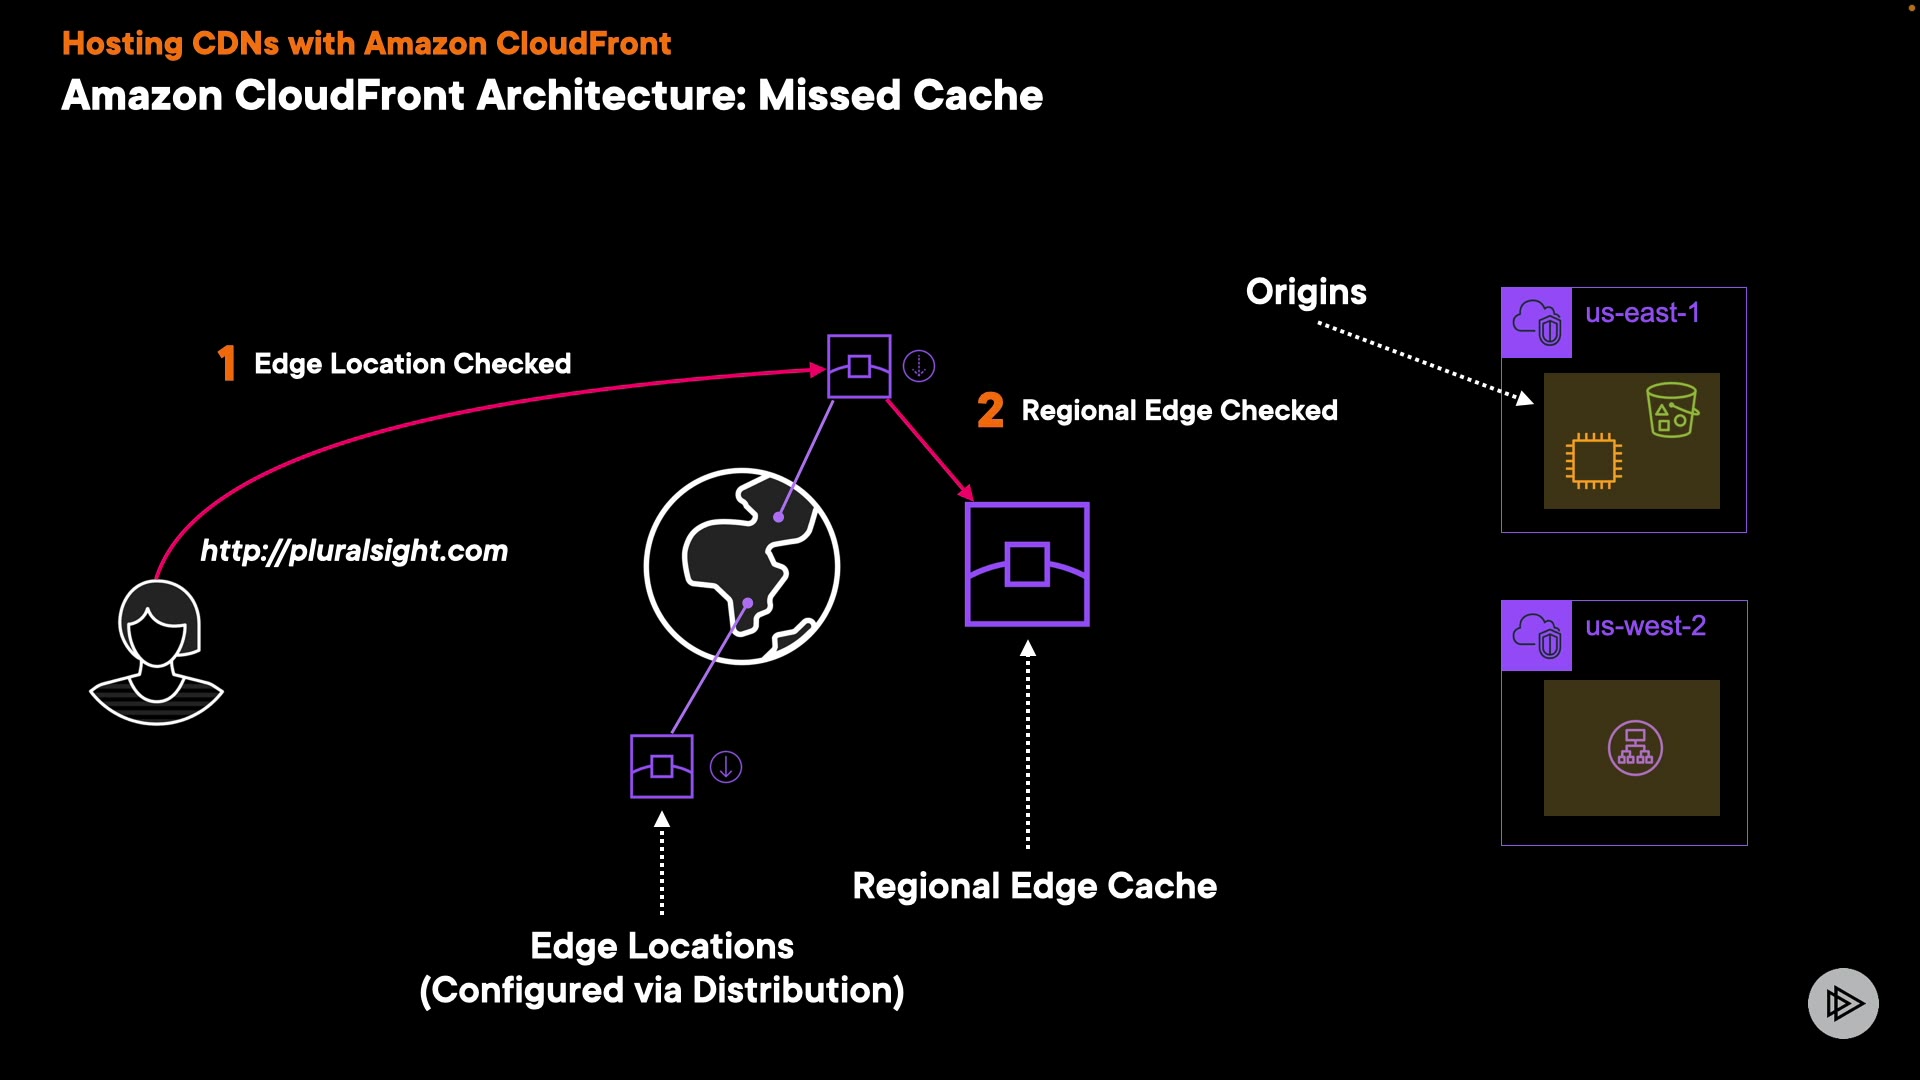 Hosting CDNs with Amazon CloudFront
Amazon CloudFront Architecture: Missed Cache
Origins
us-east-1
1 Edge Location Checked
2 Regional Edge Checked
http://pluralsight.com
us-west-2
Regional Edge Cache
Edge Locations
(Configured via Distribution)